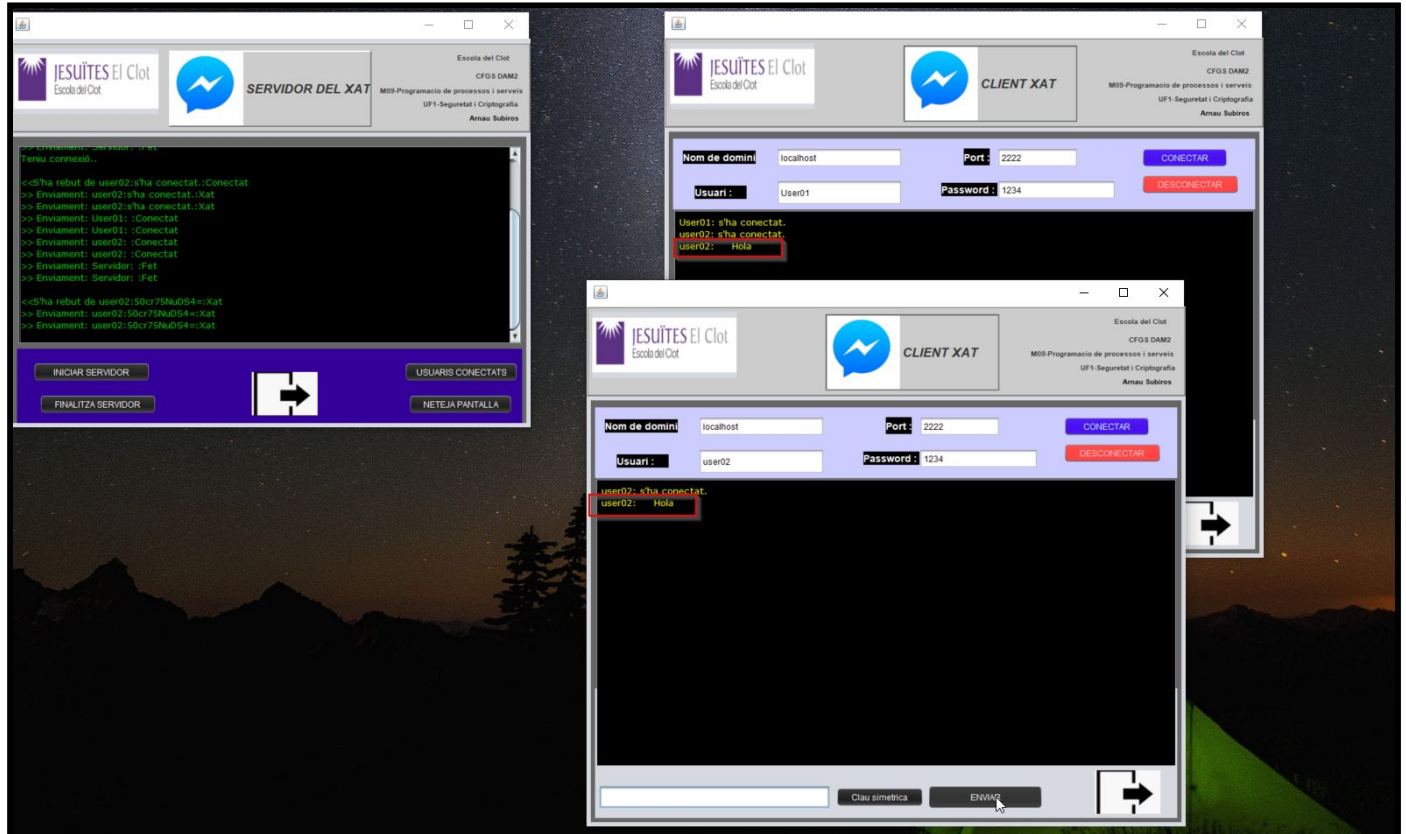 JESUÏTES El Clot
Escola del Clot
SERVIDOR DEL XAT
Escola del Clot
CFGS DAM2
M09-Programacio de processos i serveis
UF1-Seguretat i Criptografia
Arnau Subiros
>> Enviament: Servidor: :Fet
Teniu connexió..
<<S'ha rebut de user02:s'ha conectat.:Conectat
>> Enviament: user02:s'ha conectat.:Xat
>> Enviament: user02:s'ha conectat.:Xat
>> Enviament: User01: :Conectat
>> Enviament: User01: :Conectat
>> Enviament: user02: :Conectat
>> Enviament: user02: :Conectat
>> Enviament: Servidor: :Fet
>> Enviament: Servidor: :Fet
<<S'ha rebut de user02:50cr75NuDS4=:Xat
>> Enviament: user02:50cr75NuDS4=:Xat
>> Enviament: user02:50cr75NuDS4=:Xat
INICIAR SERVIDOR
USUARIS CONECTATS
FINALITZA SERVIDOR
NETEJA PANTALLA
JESUÏTES El Clot
Escola del Clot
CLIENT XAT
Escola del Clot
CFGS DAM2
M09-Programacio de processos i serveis
UF1-Seguretat i Criptografia
Arnau Subiros
Nom de domini localhost Port : 2222 CONECTAR
Usuari : User01 Password : 1234 DESCONECTAR
User01: s'ha conectat.
user02: s'ha conectat.
user02: Hola
JESUÏTES El Clot
Escola del Clot
CLIENT XAT
Escola del Clot
CFGS DAM2
M09-Programacio de processos i serveis
UF1-Seguretat i Criptografia
Arnau Subiros
Nom de domini localhost Port : 2222 CONECTAR
Usuari : user02 Password : 1234 DESCONECTAR
user02: s'ha conectat.
user02: Hola
Clau simetrica ENVIAR